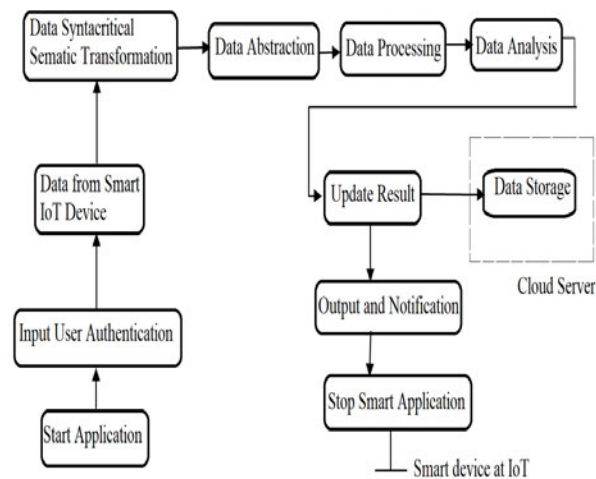 Data Syntacritical
Sematic Transformation
Data Abstraction
Data Processing
Data Analysis
Data from Smart
IoT Device
Update Result
Data Storage
Cloud Server
Input User Authentication
Output and Notification
Start Application
Stop Smart Application
Smart device at IoT